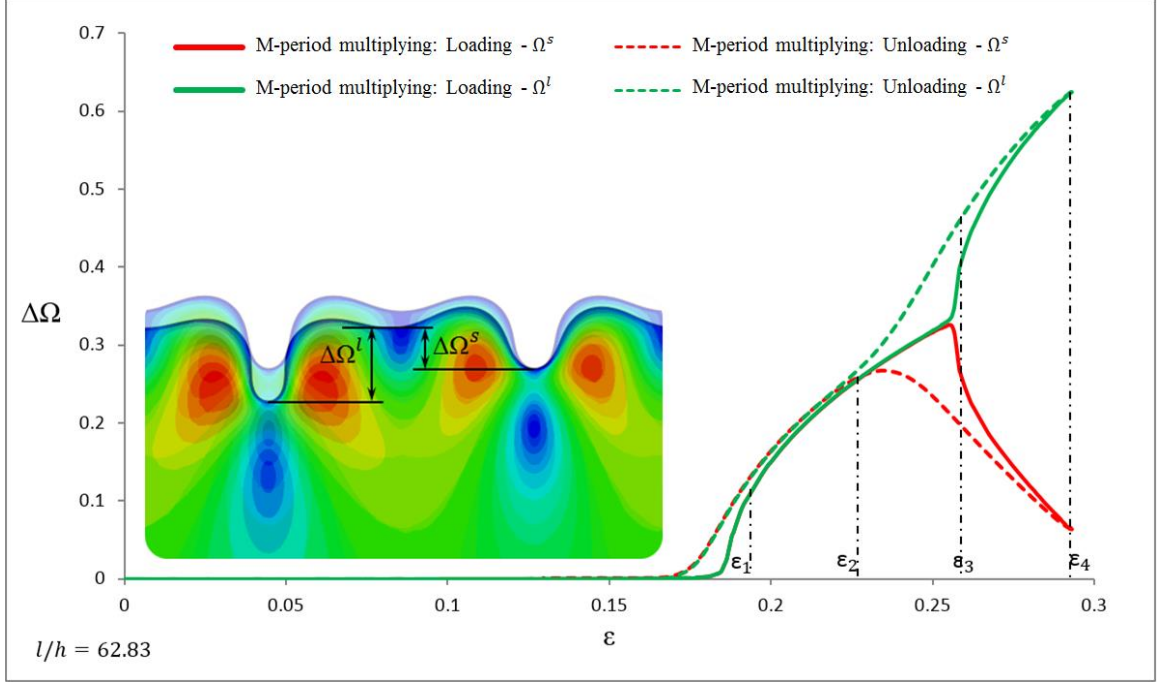 0.7
M-period multiplying: Loading - Ωˢ
M-period multiplying: Unloading - Ωˢ
M-period multiplying: Loading - Ωˡ
M-period multiplying: Unloading - Ωˡ
0.6
0.5
0.4
ΔΩ
0.3
ΔΩˡ
ΔΩˢ
0.2
0.1
0
ε₁
ε₂
ε₃
ε₄
0 0.05 0.1 0.15 0.2 0.25 0.3
ε
l/h = 62.83